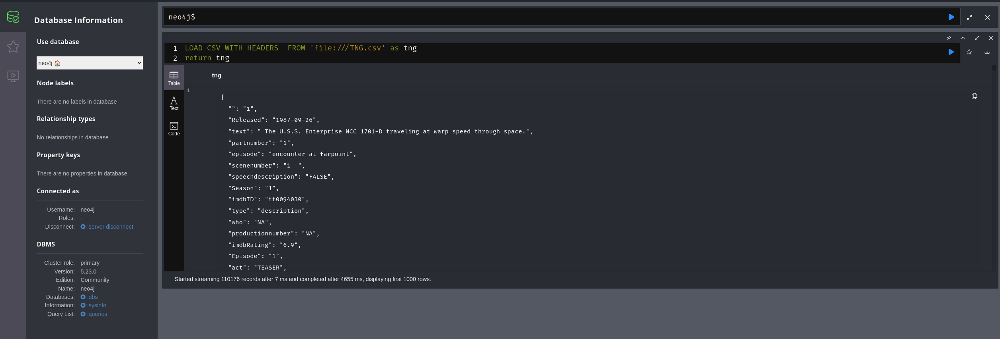 Database Information
Use database
neo4j 🏠
Node labels
There are no labels in database
Relationship types
No relationships in database
Property keys
There are no properties in database
Connected as
Username: neo4j
Roles: -
Disconnect: :server disconnect
DBMS
Cluster role: primary
Version: 5.23.0
Edition: Community
Name: neo4j
Databases: :dbs
Information: :sysinfo
Query List: :queries
neo4j$
1 LOAD CSV WITH HEADERS  FROM 'file:///TNG.csv' as tng
2 return tng
Table
Text
Code
tng
1
{
"": "1",
"Released": "1987-09-26",
"text": " The U.S.S. Enterprise NCC 1701-D traveling at warp speed through space.",
"partnumber": "1",
"episode": "encounter at farpoint",
"scenenumber": "1  ",
"speechdescription": "FALSE",
"Season": "1",
"imdbID": "tt0094030",
"type": "description",
"who": "NA",
"productionnumber": "NA",
"imdbRating": "6.9",
"Episode": "1",
"act": "TEASER",
Started streaming 110176 records after 7 ms and completed after 4655 ms, displaying first 1000 rows.